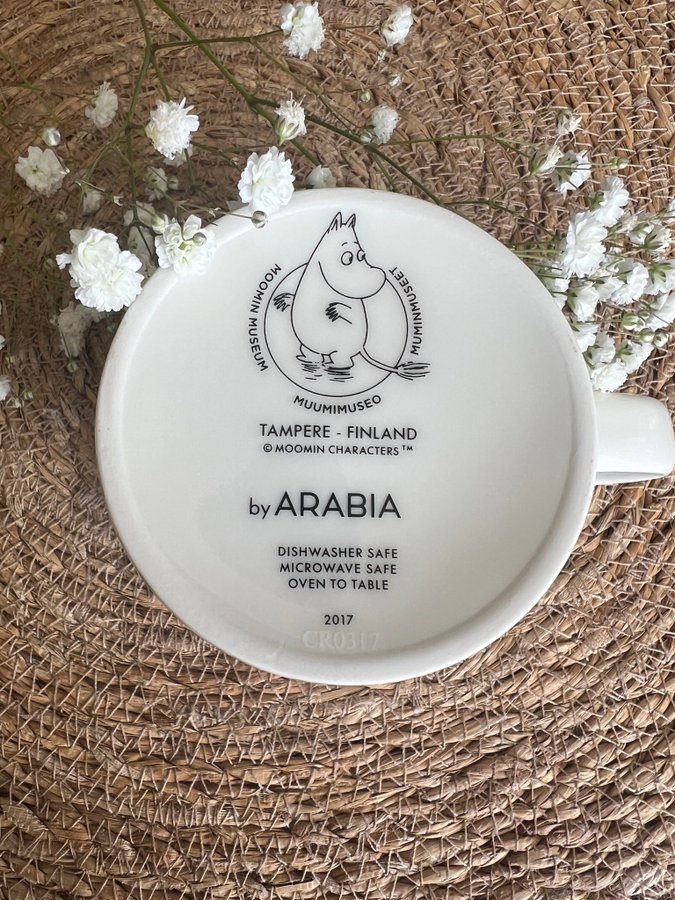 MOOMIN MUSEUM
MUUMIMUSEO
MUMINMUSEET
TAMPERE - FINLAND
© MOOMIN CHARACTERS ™
by ARABIA
DISHWASHER SAFE
MICROWAVE SAFE
OVEN TO TABLE
2017
CR0317